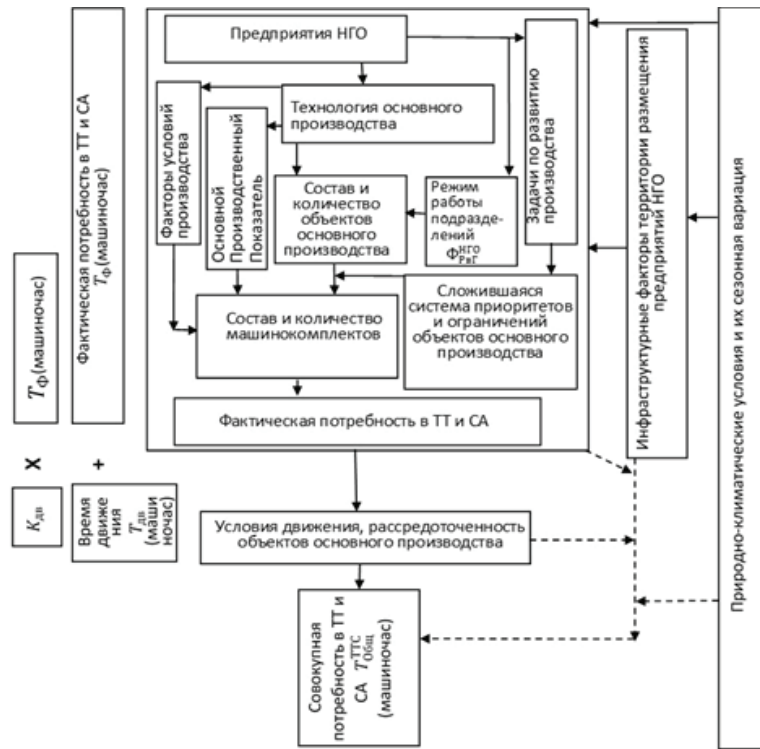 Предприятия НГО
Технология основного
производства
Факторы условий
производства
Основной
Производственный
Показатель
Состав и
количество
объектов
основного
производства
Режим
работы
подразде-
лений
Ф^НГО_РвГ
Задачи по развитию
производства
Состав и количество
машинокомплектов
Сложившаяся
система приоритетов
и ограничений
объектов основного
производства
Фактическая потребность в ТТ и СА
Условия движения, рассредоточенность
объектов основного производства
Совокупная
потребность в ТТ и
СА T^ТТС_Общ
(машиночас)
Инфраструктурные факторы территории размещения
предприятий НГО
Природно-климатические условия и их сезонная вариация
Фактическая потребность в ТТ и СА
T_Ф(машиночас)
+
Время
движе
ния
T_дв
(маши
ночас)
T_Ф(машиночас)
X
K_дв